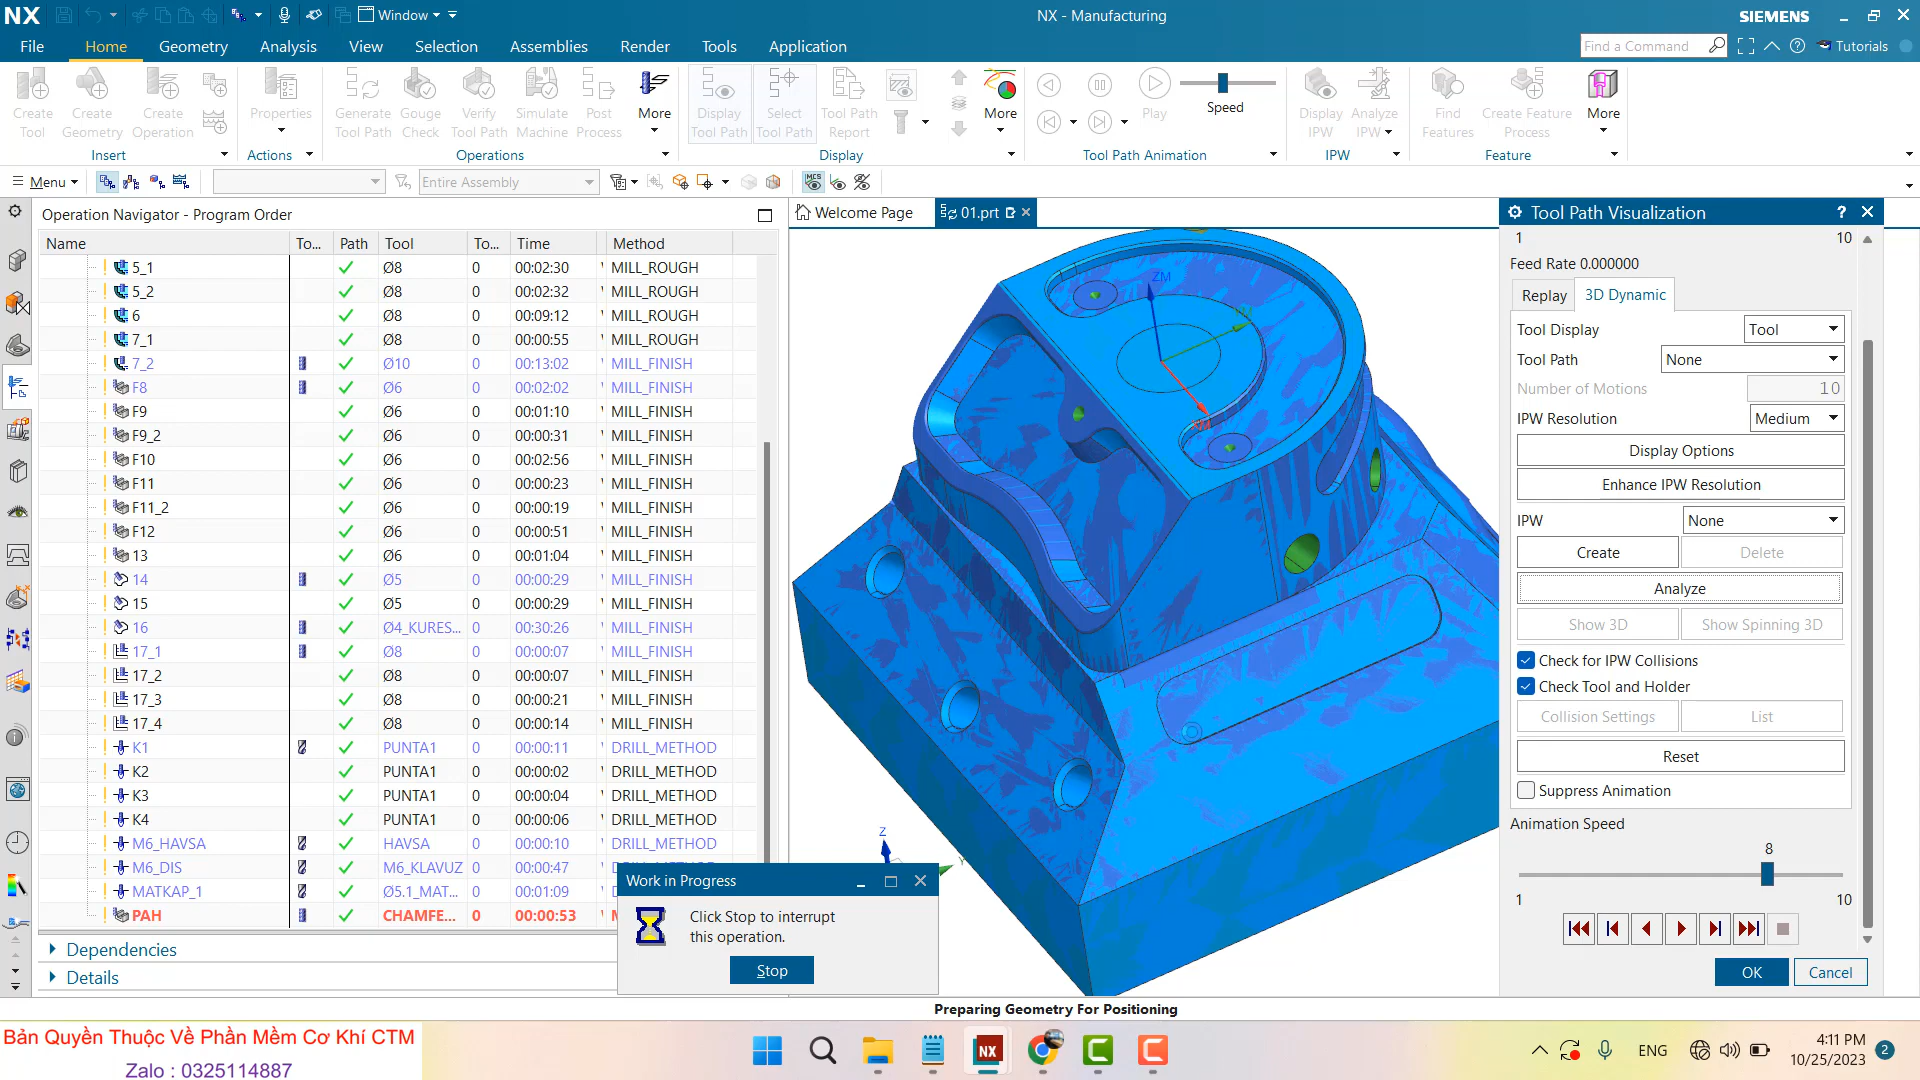 NX
Window
NX - Manufacturing
SIEMENS
File Home Geometry Analysis View Selection Assemblies Render Tools Application
Find a Command
Tutorials
Create Tool
Create Geometry
Create Operation
Properties
Generate Tool Path
Gouge Check
Verify Tool Path
Simulate Machine
Post Process
More
Display Tool Path
Select Tool Path
Tool Path Report
More
Play
Speed
Display IPW
Analyze IPW
Find Features
Create Feature Process
More
Insert Actions Operations Display Tool Path Animation IPW Feature
Menu
Entire Assembly
Operation Navigator - Program Order
Welcome Page
01.prt
Name To... Path Tool To... Time Method
5_1 Ø8 0 00:02:30 MILL_ROUGH
5_2 Ø8 0 00:02:32 MILL_ROUGH
6 Ø8 0 00:09:12 MILL_ROUGH
7_1 Ø8 0 00:00:55 MILL_ROUGH
7_2 Ø10 0 00:13:02 MILL_FINISH
F8 Ø6 0 00:02:02 MILL_FINISH
F9 Ø6 0 00:01:10 MILL_FINISH
F9_2 Ø6 0 00:00:31 MILL_FINISH
F10 Ø6 0 00:02:56 MILL_FINISH
F11 Ø6 0 00:00:23 MILL_FINISH
F11_2 Ø6 0 00:00:19 MILL_FINISH
F12 Ø6 0 00:00:51 MILL_FINISH
13 Ø6 0 00:01:04 MILL_FINISH
14 Ø5 0 00:00:29 MILL_FINISH
15 Ø5 0 00:00:29 MILL_FINISH
16 Ø4_KURES... 0 00:30:26 MILL_FINISH
17_1 Ø8 0 00:00:07 MILL_FINISH
17_2 Ø8 0 00:00:07 MILL_FINISH
17_3 Ø8 0 00:00:21 MILL_FINISH
17_4 Ø8 0 00:00:14 MILL_FINISH
K1 PUNTA1 0 00:00:11 DRILL_METHOD
K2 PUNTA1 0 00:00:02 DRILL_METHOD
K3 PUNTA1 0 00:00:04 DRILL_METHOD
K4 PUNTA1 0 00:00:06 DRILL_METHOD
M6_HAVSA HAVSA 0 00:00:10 DRILL_METHOD
M6_DIS M6_KLAVUZ 0 00:00:47
MATKAP_1 Ø5.1_MAT... 0 00:01:09
PAH CHAMFE... 0 00:00:53
Dependencies
Details
ZM
Z
Work in Progress
Click Stop to interrupt
this operation.
Stop
Tool Path Visualization
1 10
Feed Rate 0.000000
Replay 3D Dynamic
Tool Display Tool
Tool Path None
Number of Motions 10
IPW Resolution Medium
Display Options
Enhance IPW Resolution
IPW None
Create Delete
Analyze
Show 3D Show Spinning 3D
Check for IPW Collisions
Check Tool and Holder
Collision Settings List
Reset
Suppress Animation
Animation Speed
8
1 10
OK Cancel
Preparing Geometry For Positioning
Bản Quyền Thuộc Về Phần Mềm Cơ Khí CTM
Zalo : 0325114887
NX
ENG
4:11 PM
10/25/2023
2